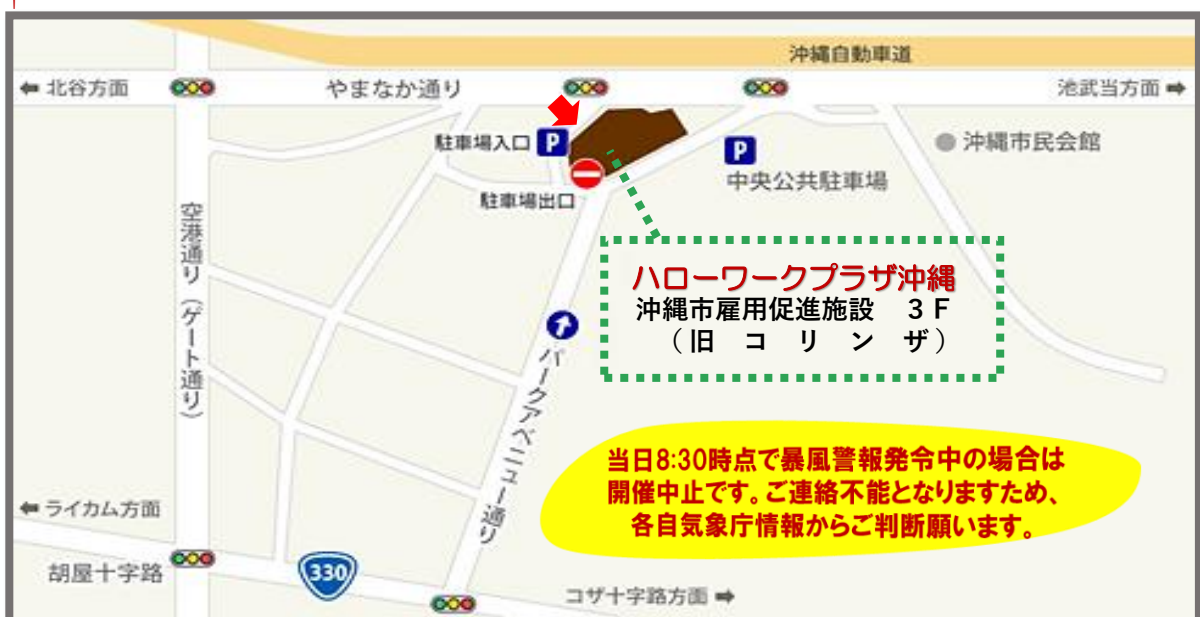 沖縄自動車道
⬅ 北谷方面
やまなか通り
池武当方面 ➡
駐車場入口 P
P
沖縄市民会館
中央公共駐車場
駐車場出口
空港通り(ゲート通り)
ハローワークプラザ沖縄
沖縄市雇用促進施設 3F
(旧 コ リ ン ザ)
パークアベニュー通り
当日8:30時点で暴風警報発令中の場合は
開催中止です。ご連絡不能となりますため、
各自気象庁情報からご判断願います。
⬅ ライカム方面
胡屋十字路
330
コザ十字路方面 ➡